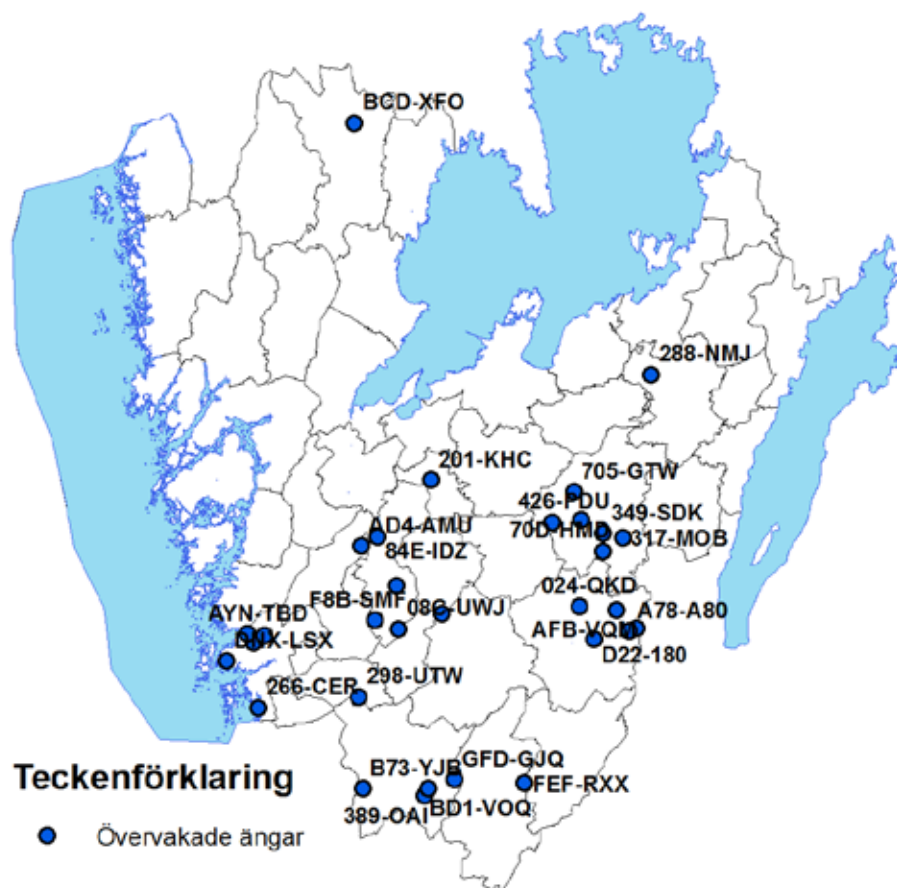 BCD-XFO
288-NMJ
201-KHC
705-GTW
426-PDU
349-SDK
70D-HMD
317-MOB
AD4-AMU
84E-IDZ
024-QKD
F8B-SMF
08C-UWJ
A78-A80
AYN-TBD
AFB-VQM
DNX-LSX
D22-180
298-UTW
266-CER
GFD-GJQ
B73-YJB
FEF-RXX
BD1-VOQ
389-OAI
Teckenförklaring
Övervakade ängar